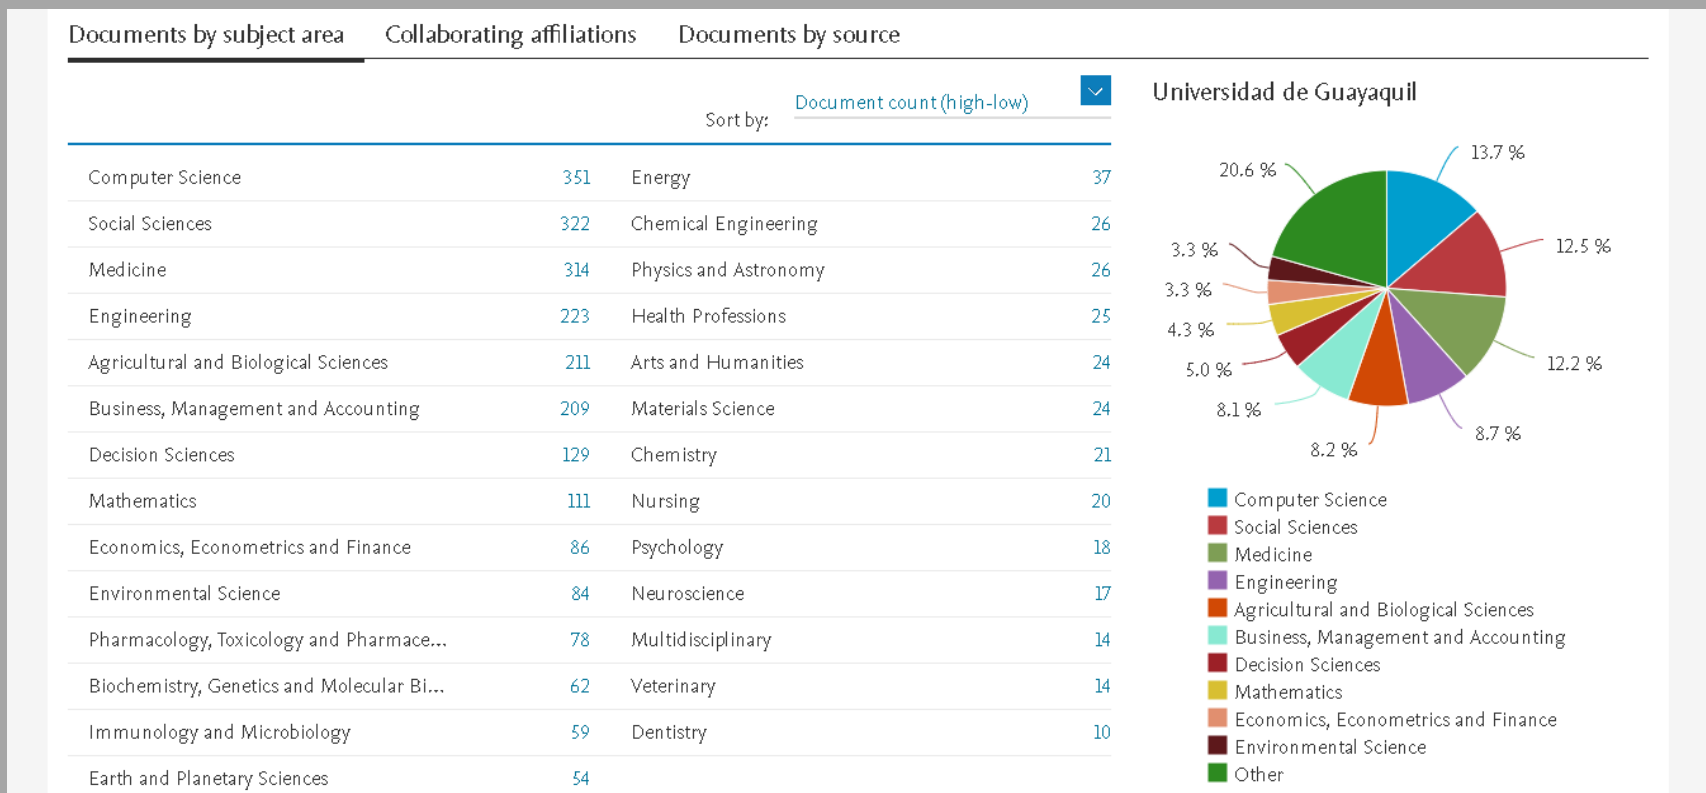 Documents by subject area Collaborating affiliations Documents by source
Sort by: Document count (high-low)
Computer Science 351 Energy 37
Social Sciences 322 Chemical Engineering 26
Medicine 314 Physics and Astronomy 26
Engineering 223 Health Professions 25
Agricultural and Biological Sciences 211 Arts and Humanities 24
Business, Management and Accounting 209 Materials Science 24
Decision Sciences 129 Chemistry 21
Mathematics 111 Nursing 20
Economics, Econometrics and Finance 86 Psychology 18
Environmental Science 84 Neuroscience 17
Pharmacology, Toxicology and Pharmace... 78 Multidisciplinary 14
Biochemistry, Genetics and Molecular Bi... 62 Veterinary 14
Immunology and Microbiology 59 Dentistry 10
Earth and Planetary Sciences 54
Universidad de Guayaquil
13.7 %
20.6 %
12.5 %
3.3 %
3.3 %
4.3 %
12.2 %
5.0 %
8.1 %
8.7 %
8.2 %
Computer Science
Social Sciences
Medicine
Engineering
Agricultural and Biological Sciences
Business, Management and Accounting
Decision Sciences
Mathematics
Economics, Econometrics and Finance
Environmental Science
Other